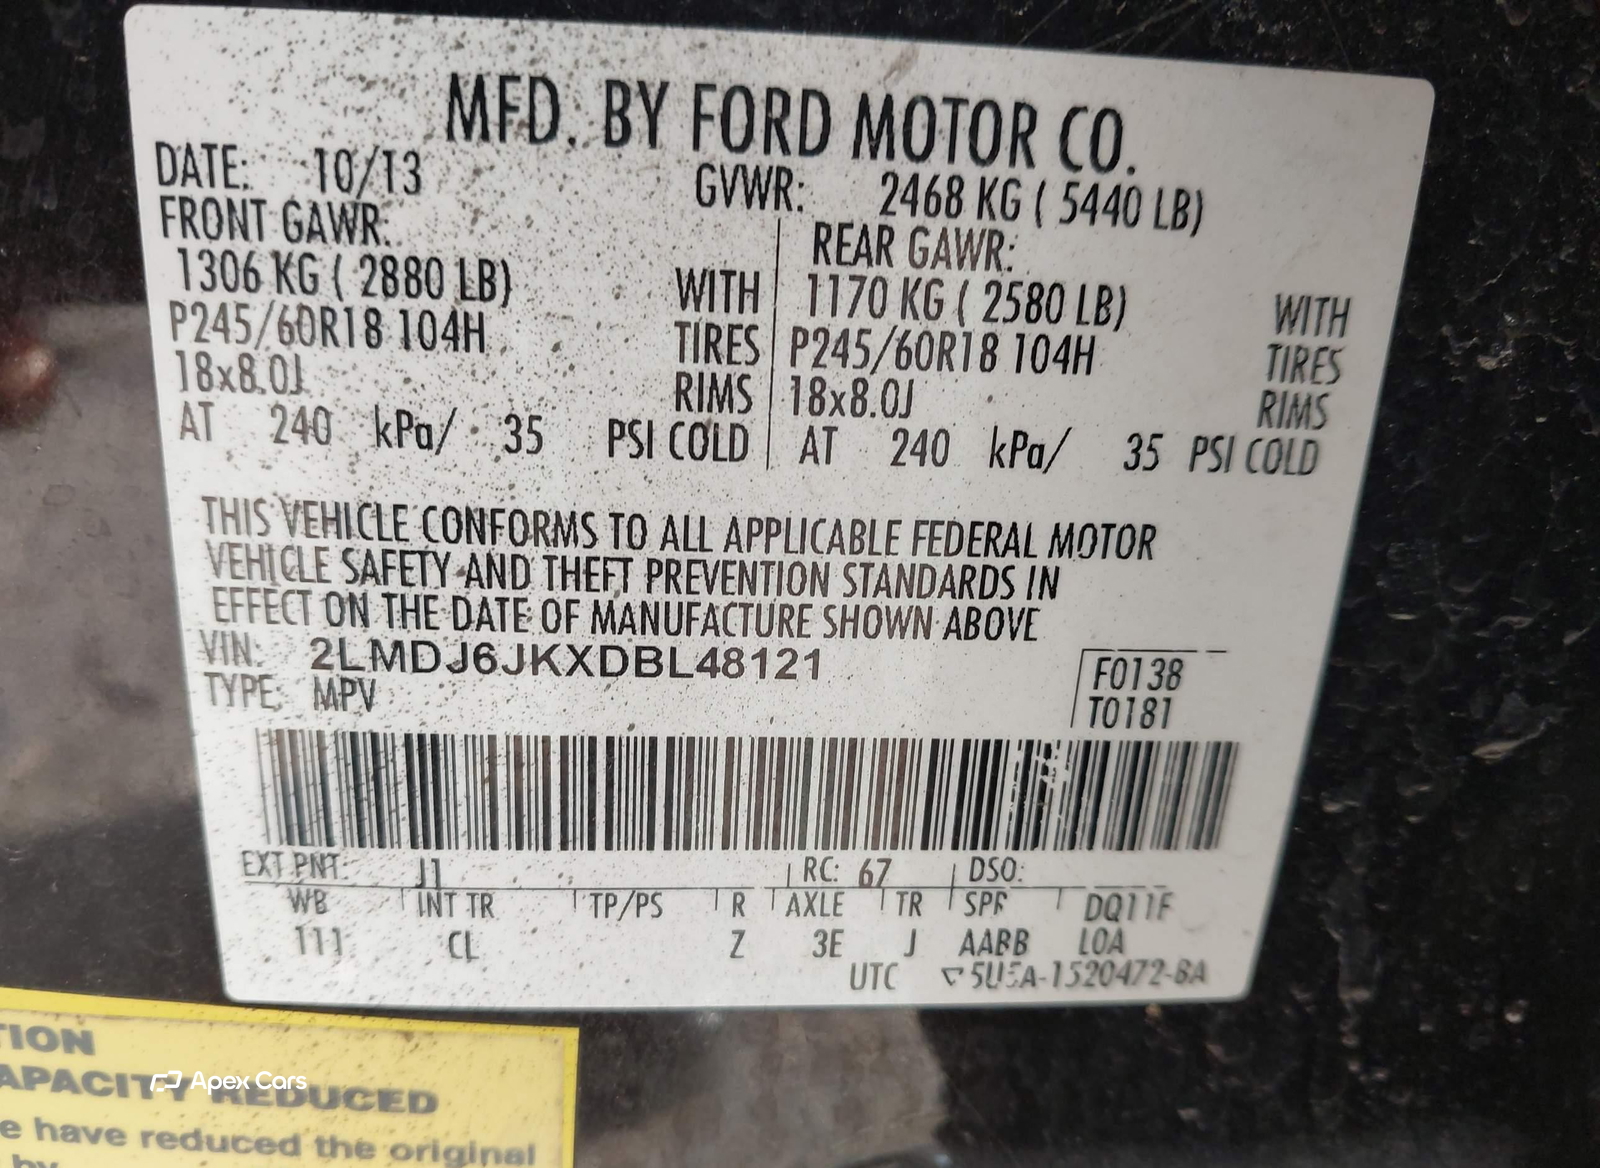 MFD. BY FORD MOTOR CO.
DATE: 10/13 GVWR: 2468 KG ( 5440 LB)
FRONT GAWR: REAR GAWR:
1306 KG ( 2880 LB) WITH 1170 KG ( 2580 LB) WITH
P245/60R18 104H TIRES P245/60R18 104H TIRES
18x8.0J RIMS 18x8.0J RIMS
AT 240 kPa/ 35 PSI COLD AT 240 kPa/ 35 PSI COLD
THIS VEHICLE CONFORMS TO ALL APPLICABLE FEDERAL MOTOR
VEHICLE SAFETY AND THEFT PREVENTION STANDARDS IN
EFFECT ON THE DATE OF MANUFACTURE SHOWN ABOVE
VIN: 2LMDJ6JKXDBL48121
TYPE: MPV
F0138
T0181
EXT PNT: J1 RC: 67 DSO:
WB INT TR TP/PS R AXLE TR SPR DQ11F
111 CL Z 3E J AABB LOA
UTC 5U5A-1520472-BA
TION
APACITY REDUCED
Apex Cars
e have reduced the original
by